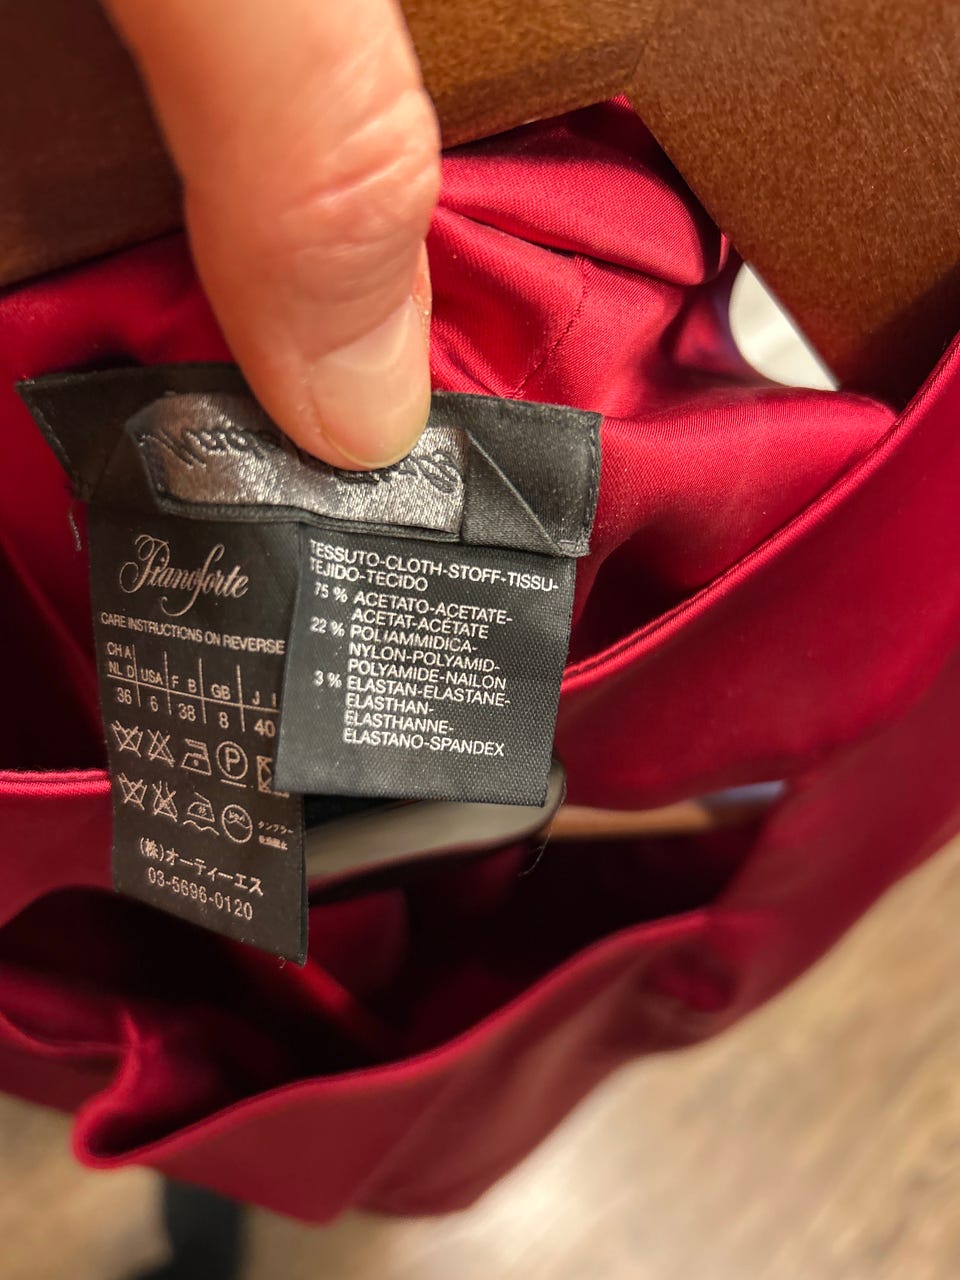 Pianoforte
CARE INSTRUCTIONS ON REVERSE
CH A
NL D USA F B GB J I
36 6 38 8 40
P
(株)オーティーエス
03-5696-0120
TESSUTO-CLOTH-STOFF-TISSU-
TEJIDO-TECIDO
75 % ACETATO-ACETATE-
ACETAT-ACÉTATE
22 % POLIAMMIDICA-
NYLON-POLYAMID-
POLYAMIDE-NAILON
3 % ELASTAN-ELASTANE-
ELASTHAN-
ELASTHANNE-
ELASTANO-SPANDEX